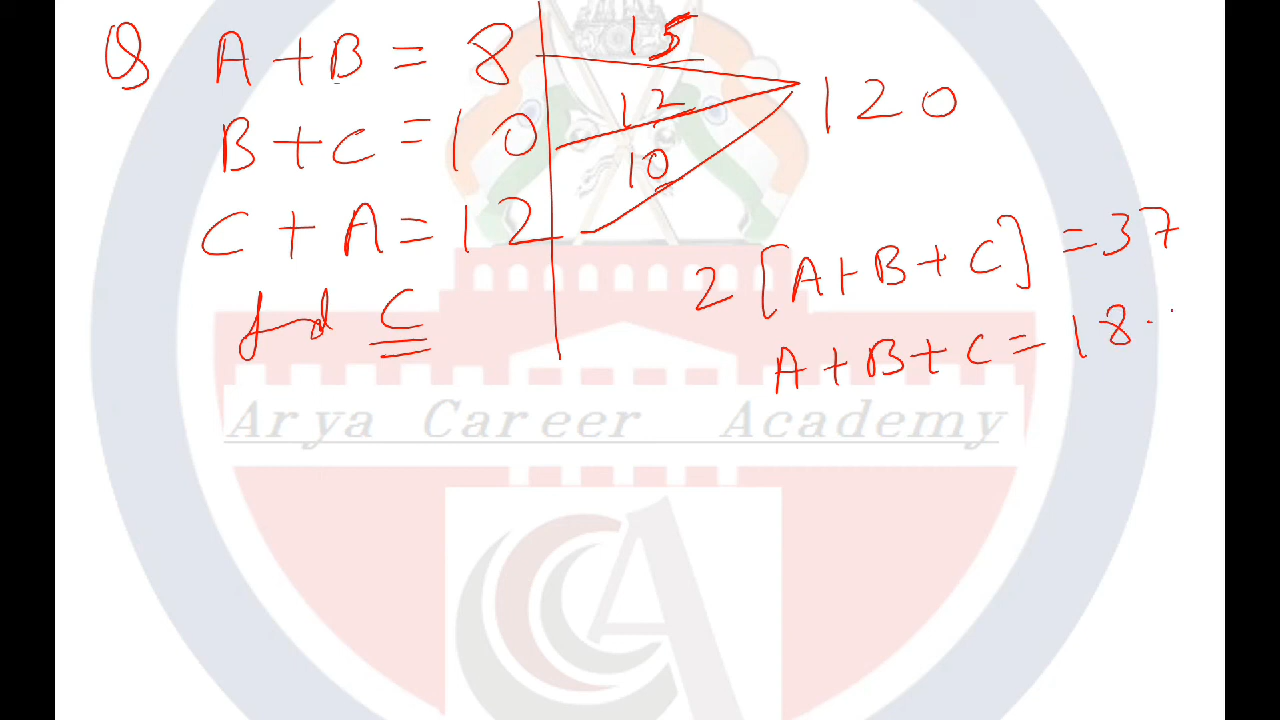 Q A + B = 8
B + C = 10
C + A = 12
find C
15
12
10
120
2 [A + B + C] = 37
A + B + C = 18.
Arya Career Academy